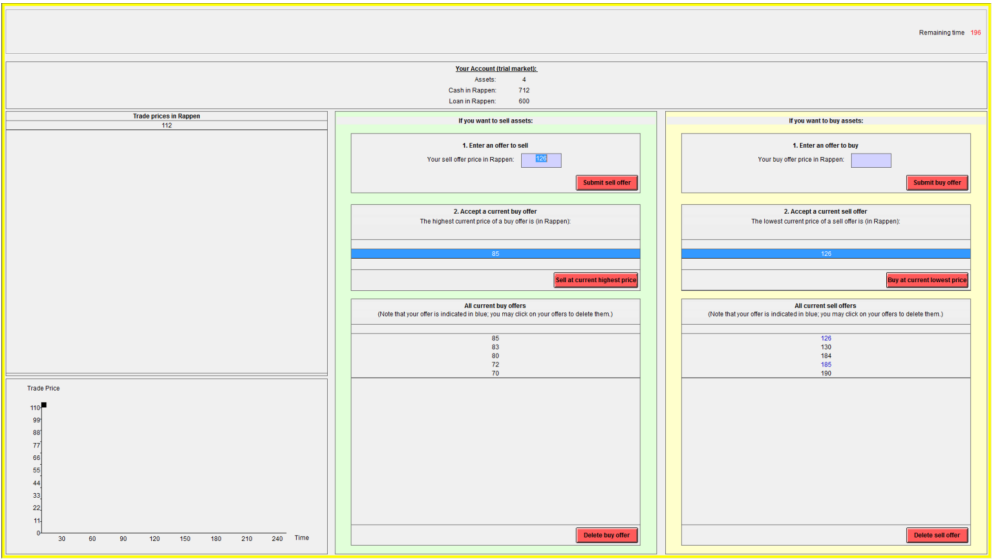 Remaining time 196
Your Account (trial market):
Assets: 4
Cash in Rappen: 712
Loan in Rappen: 600
Trade prices in Rappen
112
Trade Price
110
99
88
77
66
55
44
33
22
11
0
30 60 90 120 150 180 210 240 Time
If you want to sell assets:
1. Enter an offer to sell
Your sell offer price in Rappen: 126
Submit sell offer
2. Accept a current buy offer
The highest current price of a buy offer is (in Rappen):
85
Sell at current highest price
All current buy offers
(Note that your offer is indicated in blue; you may click on your offers to delete them.)
85
83
80
72
70
Delete buy offer
If you want to buy assets:
1. Enter an offer to buy
Your buy offer price in Rappen:
Submit buy offer
2. Accept a current sell offer
The lowest current price of a sell offer is (in Rappen):
126
Buy at current lowest price
All current sell offers
(Note that your offer is indicated in blue; you may click on your offers to delete them.)
126
130
184
185
190
Delete sell offer